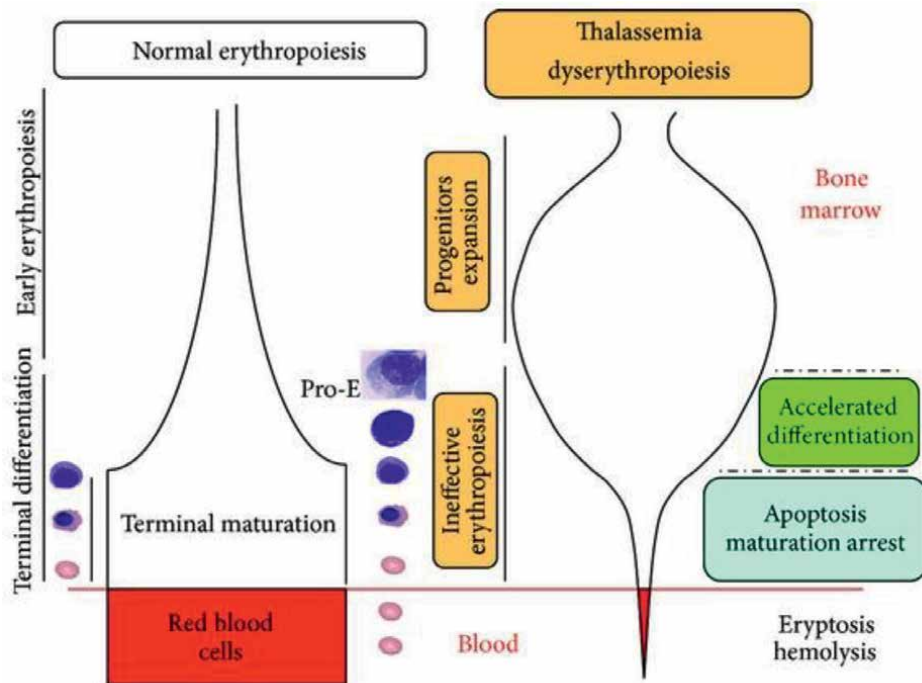 Normal erythropoiesis
Thalassemia
dyserythropoiesis
Early erythropoiesis
Terminal differentiation
Pro-E
Terminal maturation
Red blood
cells
Progenitors
expansion
Ineffective
erythropoiesis
Bone
marrow
Accelerated
differentiation
Apoptosis
maturation arrest
Blood
Eryptosis
hemolysis